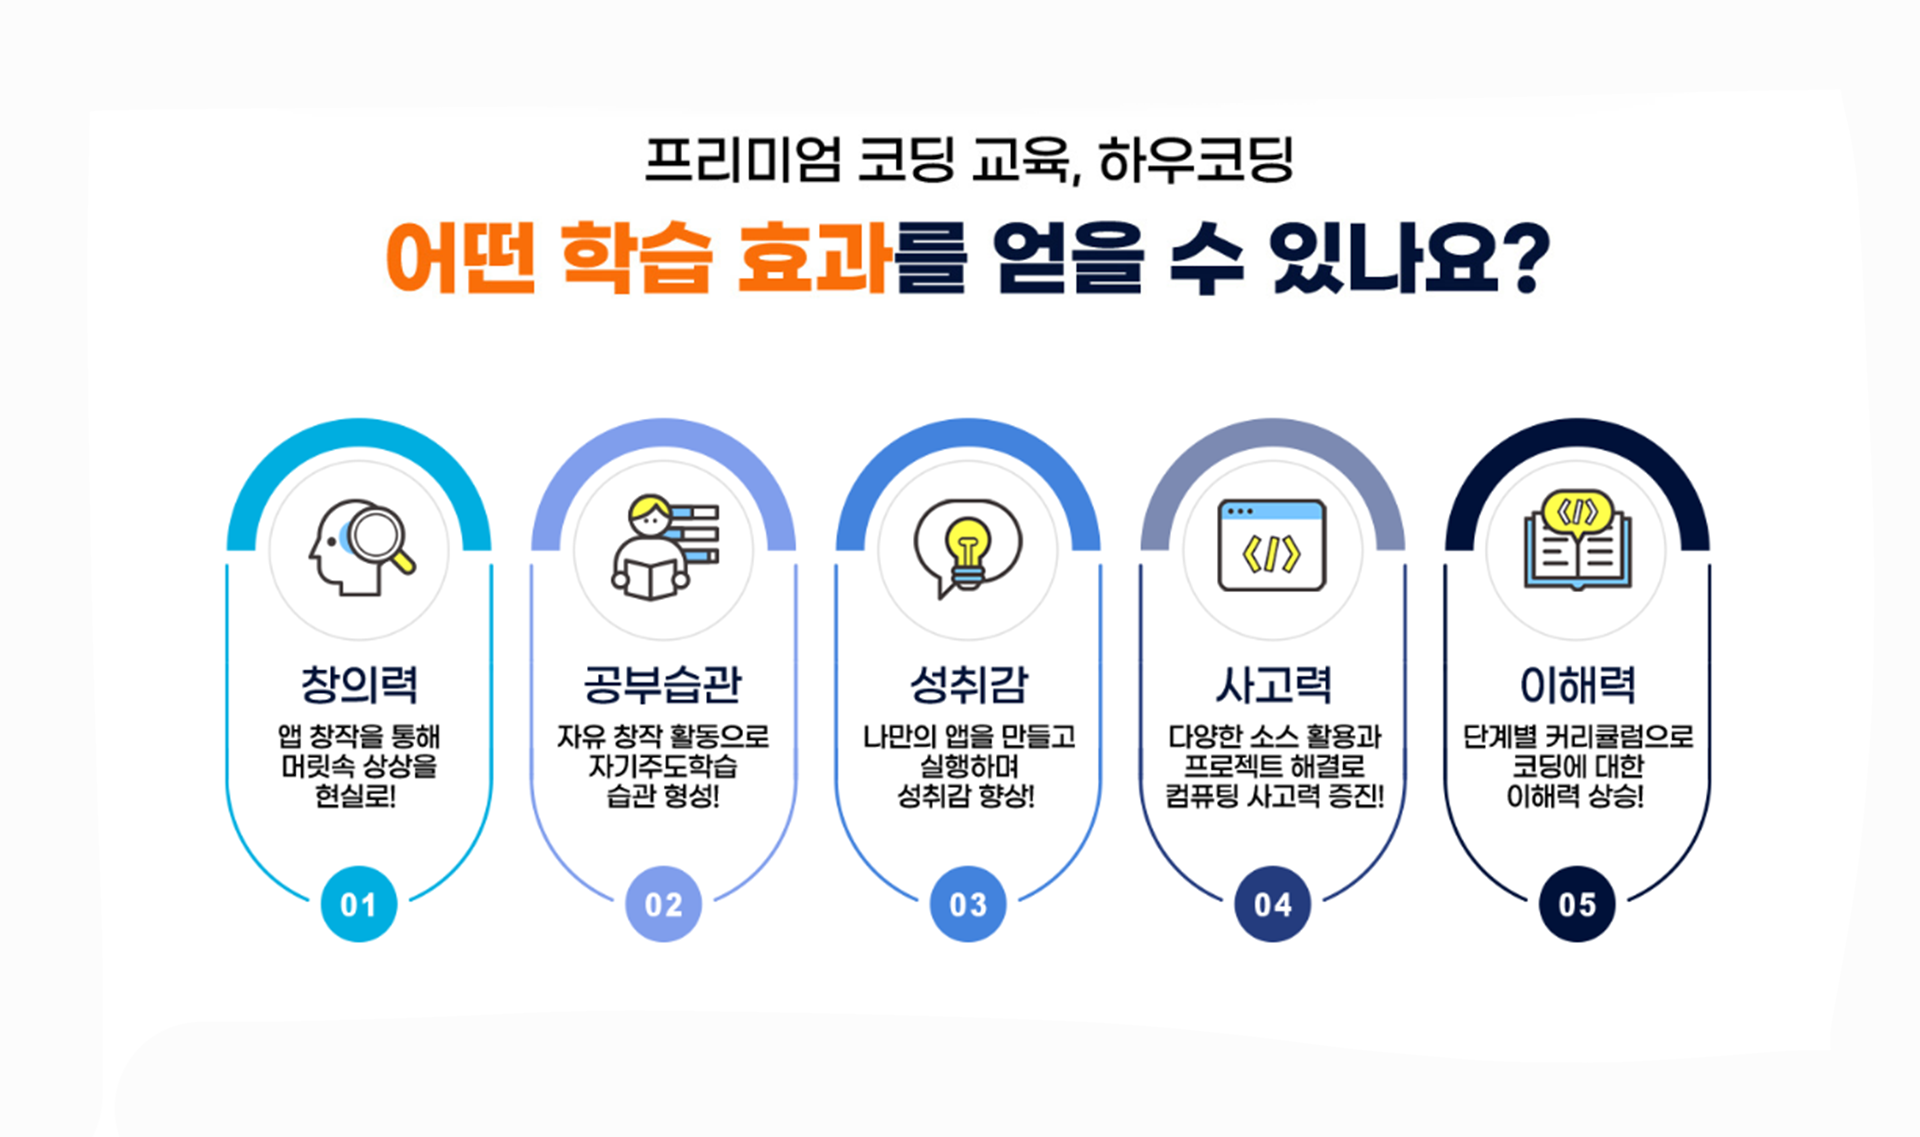 프리미엄 코딩 교육, 하우코딩
어떤 학습 효과를 얻을 수 있나요?
창의력
앱 창작을 통해
머릿속 상상을
현실로!
01
공부습관
자유 창작 활동으로
자기주도학습
습관 형성!
02
성취감
나만의 앱을 만들고
실행하며
성취감 향상!
03
사고력
다양한 소스 활용과
프로젝트 해결로
컴퓨팅 사고력 증진!
04
이해력
단계별 커리큘럼으로
코딩에 대한
이해력 상승!
05